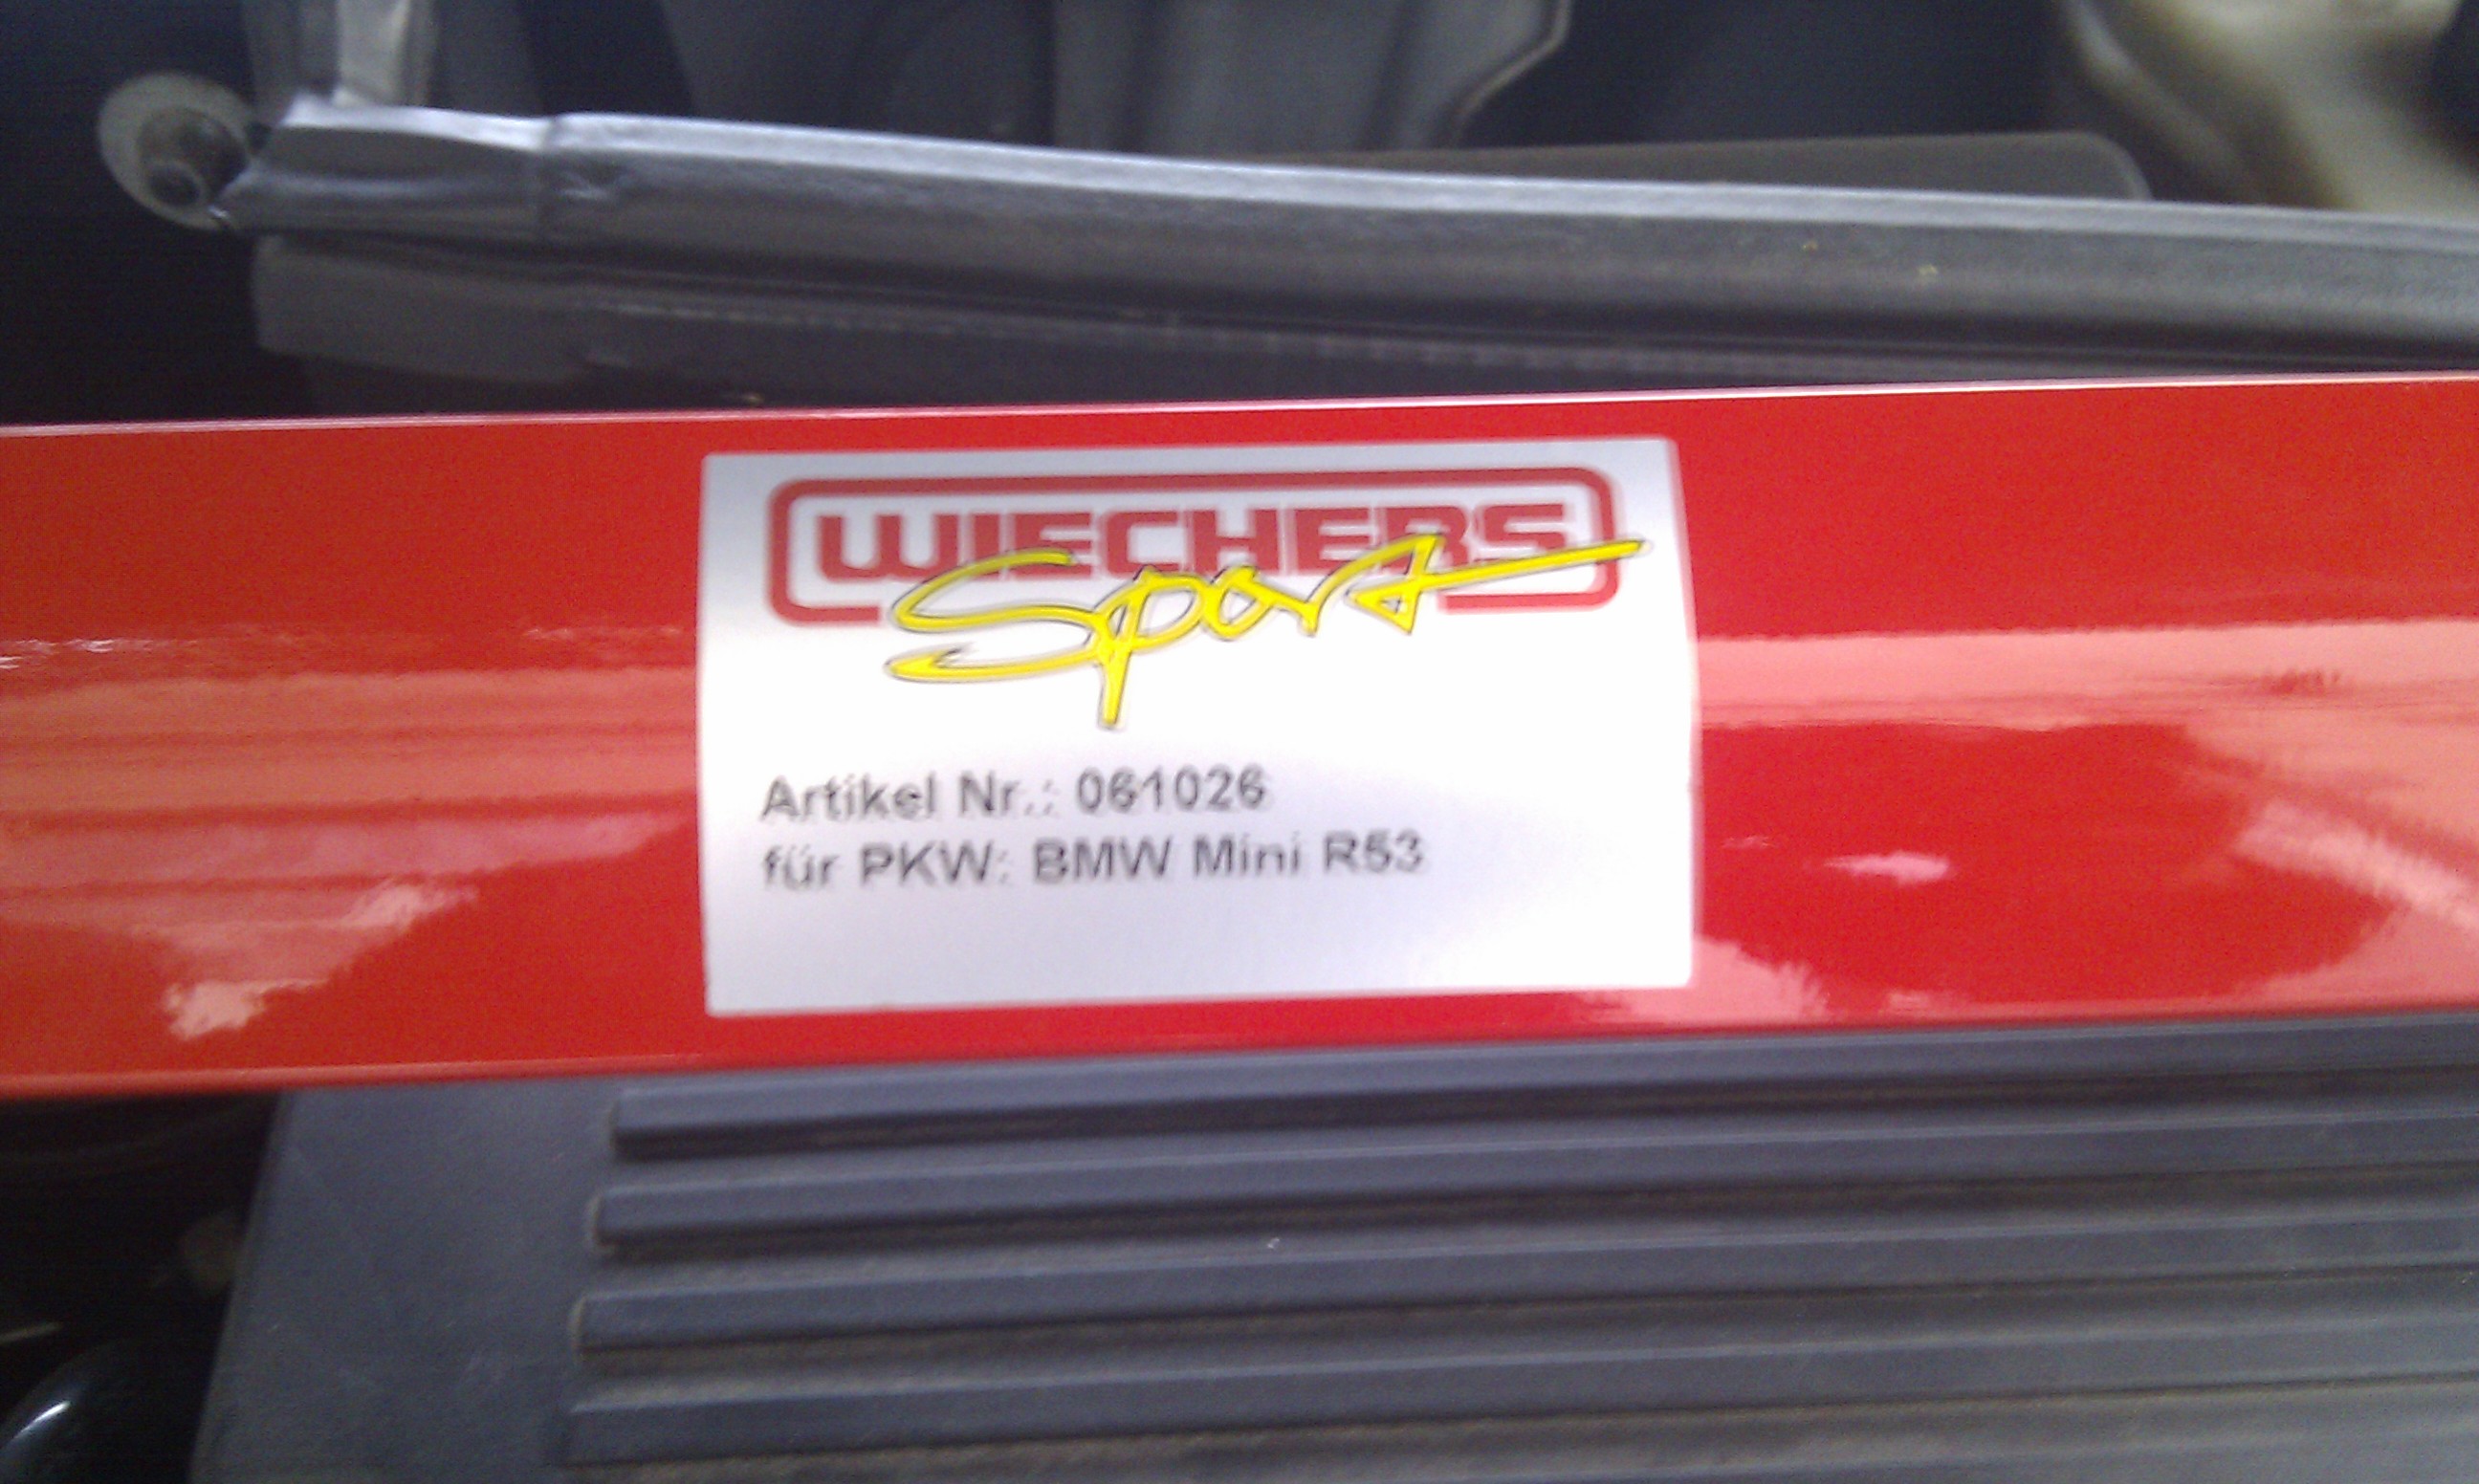 WIECHERS
Sport
Artikel Nr.: 061026
für PKW: BMW Mini R53